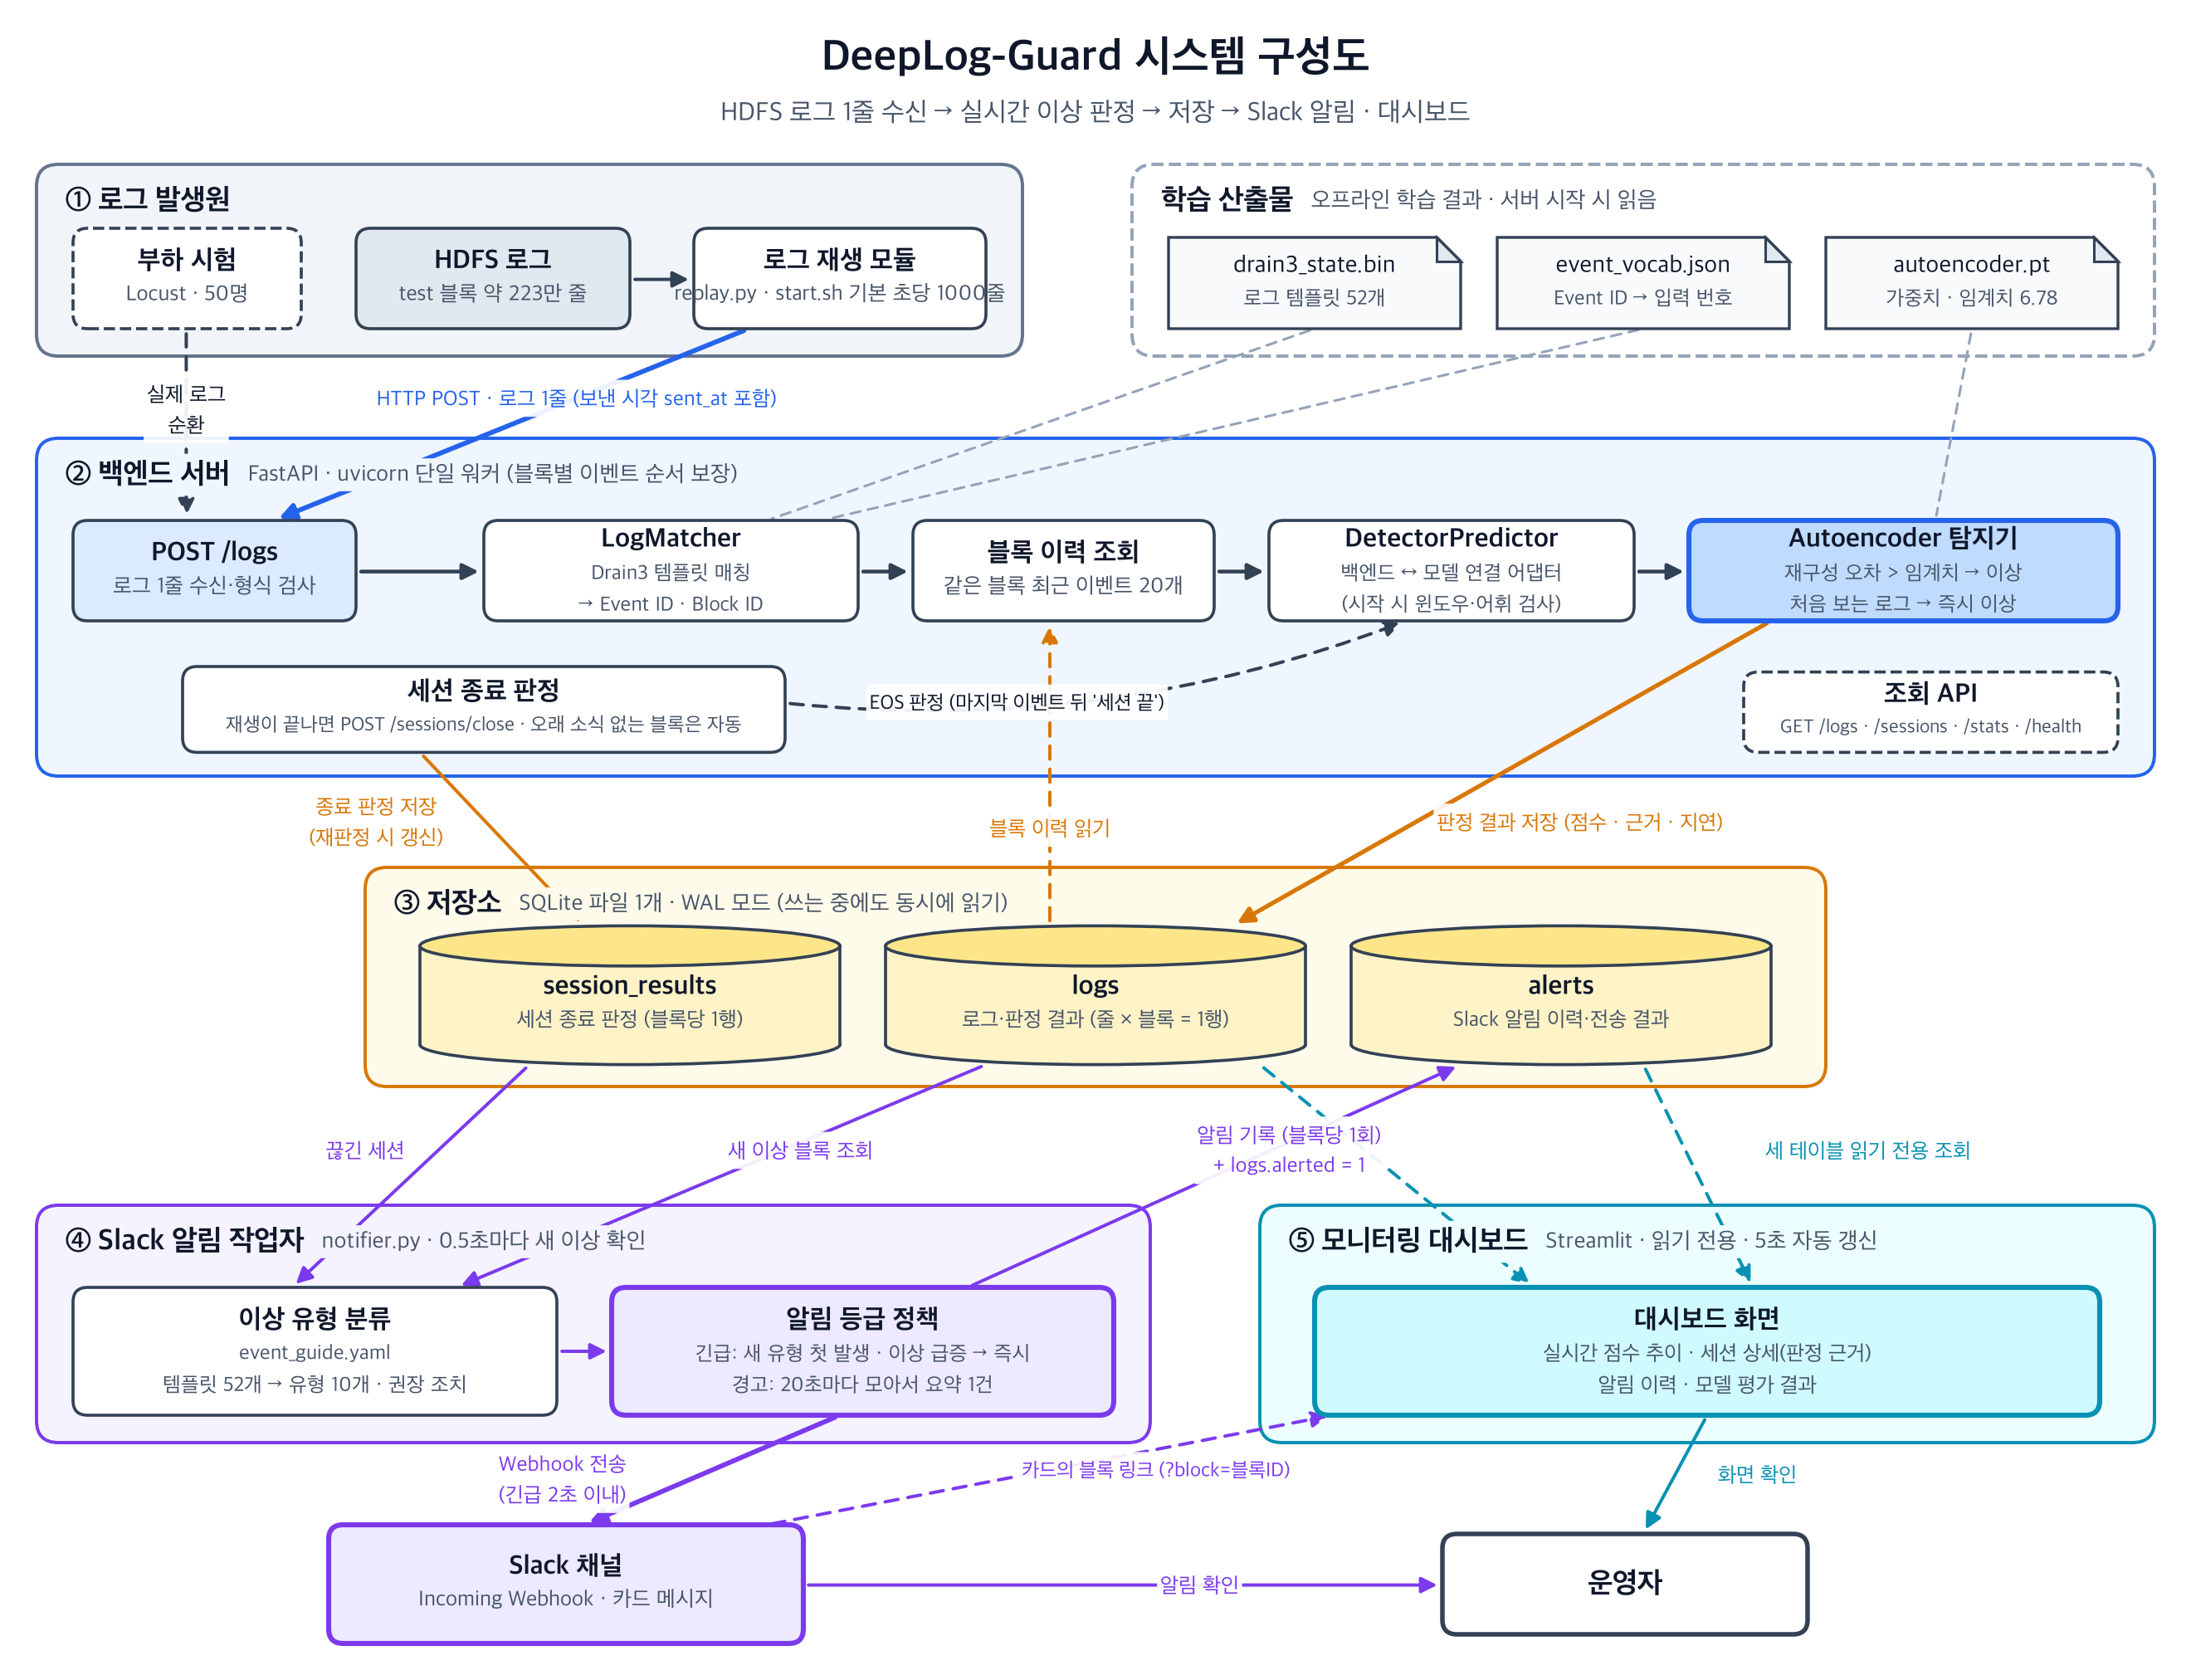 DeepLog-Guard 시스템 구성도
HDFS 로그 1줄 수신 → 실시간 이상 판정 → 저장 → Slack 알림 · 대시보드
① 로그 발생원
부하 시험
Locust · 50명
HDFS 로그
test 블록 약 223만 줄
로그 재생 모듈
replay.py · start.sh 기본 초당 1000줄
학습 산출물 오프라인 학습 결과 · 서버 시작 시 읽음
drain3_state.bin
로그 템플릿 52개
event_vocab.json
Event ID → 입력 번호
autoencoder.pt
가중치 · 임계치 6.78
실제 로그
순환
HTTP POST · 로그 1줄 (보낸 시각 sent_at 포함)
② 백엔드 서버 FastAPI · uvicorn 단일 워커 (블록별 이벤트 순서 보장)
POST /logs
로그 1줄 수신·형식 검사
LogMatcher
Drain3 템플릿 매칭
→ Event ID · Block ID
블록 이력 조회
같은 블록 최근 이벤트 20개
DetectorPredictor
백엔드 ↔ 모델 연결 어댑터
(시작 시 윈도우·어휘 검사)
Autoencoder 탐지기
재구성 오차 > 임계치 → 이상
처음 보는 로그 → 즉시 이상
세션 종료 판정
재생이 끝나면 POST /sessions/close · 오래 소식 없는 블록은 자동
EOS 판정 (마지막 이벤트 뒤 '세션 끝')
조회 API
GET /logs · /sessions · /stats · /health
종료 판정 저장
(재판정 시 갱신)
블록 이력 읽기
판정 결과 저장 (점수 · 근거 · 지연)
③ 저장소 SQLite 파일 1개 · WAL 모드 (쓰는 중에도 동시에 읽기)
session_results
세션 종료 판정 (블록당 1행)
logs
로그·판정 결과 (줄 × 블록 = 1행)
alerts
Slack 알림 이력·전송 결과
끊긴 세션
새 이상 블록 조회
알림 기록 (블록당 1회)
+ logs.alerted = 1
세 테이블 읽기 전용 조회
④ Slack 알림 작업자 notifier.py · 0.5초마다 새 이상 확인
이상 유형 분류
event_guide.yaml
템플릿 52개 → 유형 10개 · 권장 조치
알림 등급 정책
긴급: 새 유형 첫 발생 · 이상 급증 → 즉시
경고: 20초마다 모아서 요약 1건
⑤ 모니터링 대시보드 Streamlit · 읽기 전용 · 5초 자동 갱신
대시보드 화면
실시간 점수 추이 · 세션 상세(판정 근거)
알림 이력 · 모델 평가 결과
Webhook 전송
(긴급 2초 이내)
카드의 블록 링크 (?block=블록ID)
화면 확인
Slack 채널
Incoming Webhook · 카드 메시지
알림 확인
운영자